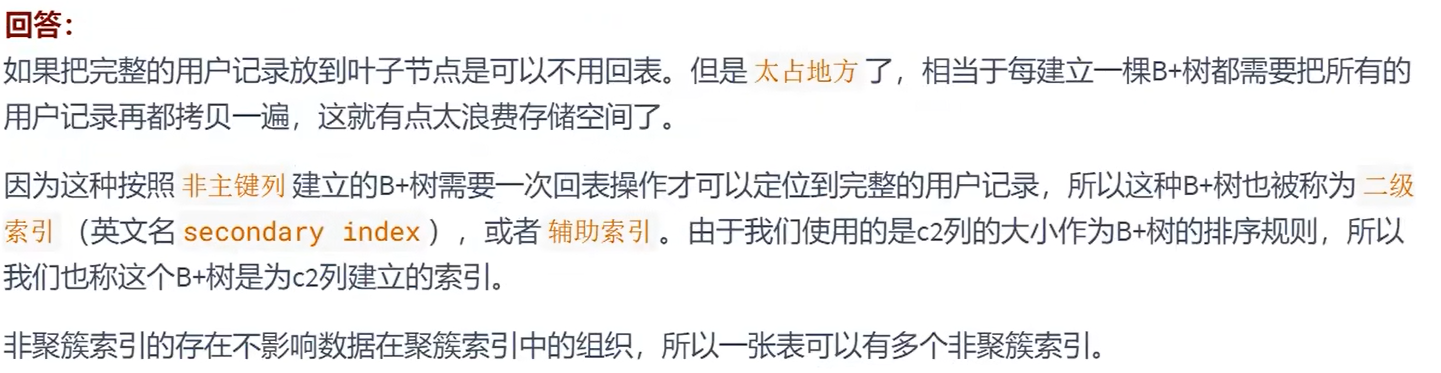 回答：
如果把完整的用户记录放到叶子节点是可以不用回表。但是 太占地方 了，相当于每建立一棵B+树都需要把所有的
用户记录再都拷贝一遍，这就有点太浪费存储空间了。
因为这种按照 非主键列 建立的B+树需要一次回表操作才可以定位到完整的用户记录，所以这种B+树也被称为 二级
索引 （英文名 secondary index ），或者 辅助索引 。由于我们使用的是c2列的大小作为B+树的排序规则，所以
我们也称这个B+树是为c2列建立的索引。
非聚簇索引的存在不影响数据在聚簇索引中的组织，所以一张表可以有多个非聚簇索引。